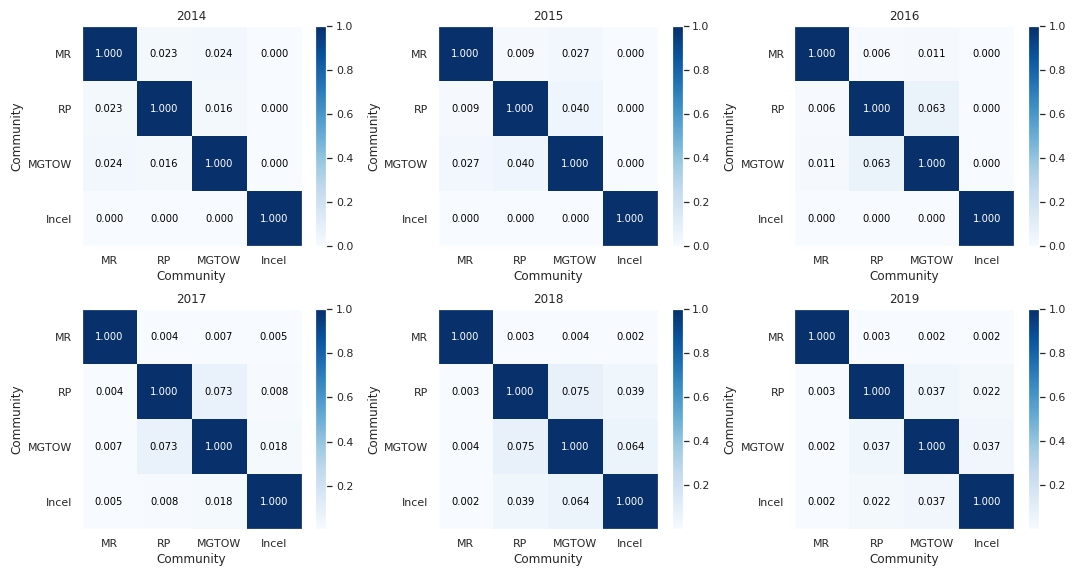 2014
MR 1.000 0.023 0.024 0.000
RP 0.023 1.000 0.016 0.000
MGTOW 0.024 0.016 1.000 0.000
Incel 0.000 0.000 0.000 1.000
MR RP MGTOW Incel
Community
Community
1.0
0.8
0.6
0.4
0.2
0.0
2015
MR 1.000 0.009 0.027 0.000
RP 0.009 1.000 0.040 0.000
MGTOW 0.027 0.040 1.000 0.000
Incel 0.000 0.000 0.000 1.000
MR RP MGTOW Incel
Community
Community
1.0
0.8
0.6
0.4
0.2
0.0
2016
MR 1.000 0.006 0.011 0.000
RP 0.006 1.000 0.063 0.000
MGTOW 0.011 0.063 1.000 0.000
Incel 0.000 0.000 0.000 1.000
MR RP MGTOW Incel
Community
Community
1.0
0.8
0.6
0.4
0.2
0.0
2017
MR 1.000 0.004 0.007 0.005
RP 0.004 1.000 0.073 0.008
MGTOW 0.007 0.073 1.000 0.018
Incel 0.005 0.008 0.018 1.000
MR RP MGTOW Incel
Community
Community
1.0
0.8
0.6
0.4
0.2
2018
MR 1.000 0.003 0.004 0.002
RP 0.003 1.000 0.075 0.039
MGTOW 0.004 0.075 1.000 0.064
Incel 0.002 0.039 0.064 1.000
MR RP MGTOW Incel
Community
Community
1.0
0.8
0.6
0.4
0.2
2019
MR 1.000 0.003 0.002 0.002
RP 0.003 1.000 0.037 0.022
MGTOW 0.002 0.037 1.000 0.037
Incel 0.002 0.022 0.037 1.000
MR RP MGTOW Incel
Community
Community
1.0
0.8
0.6
0.4
0.2